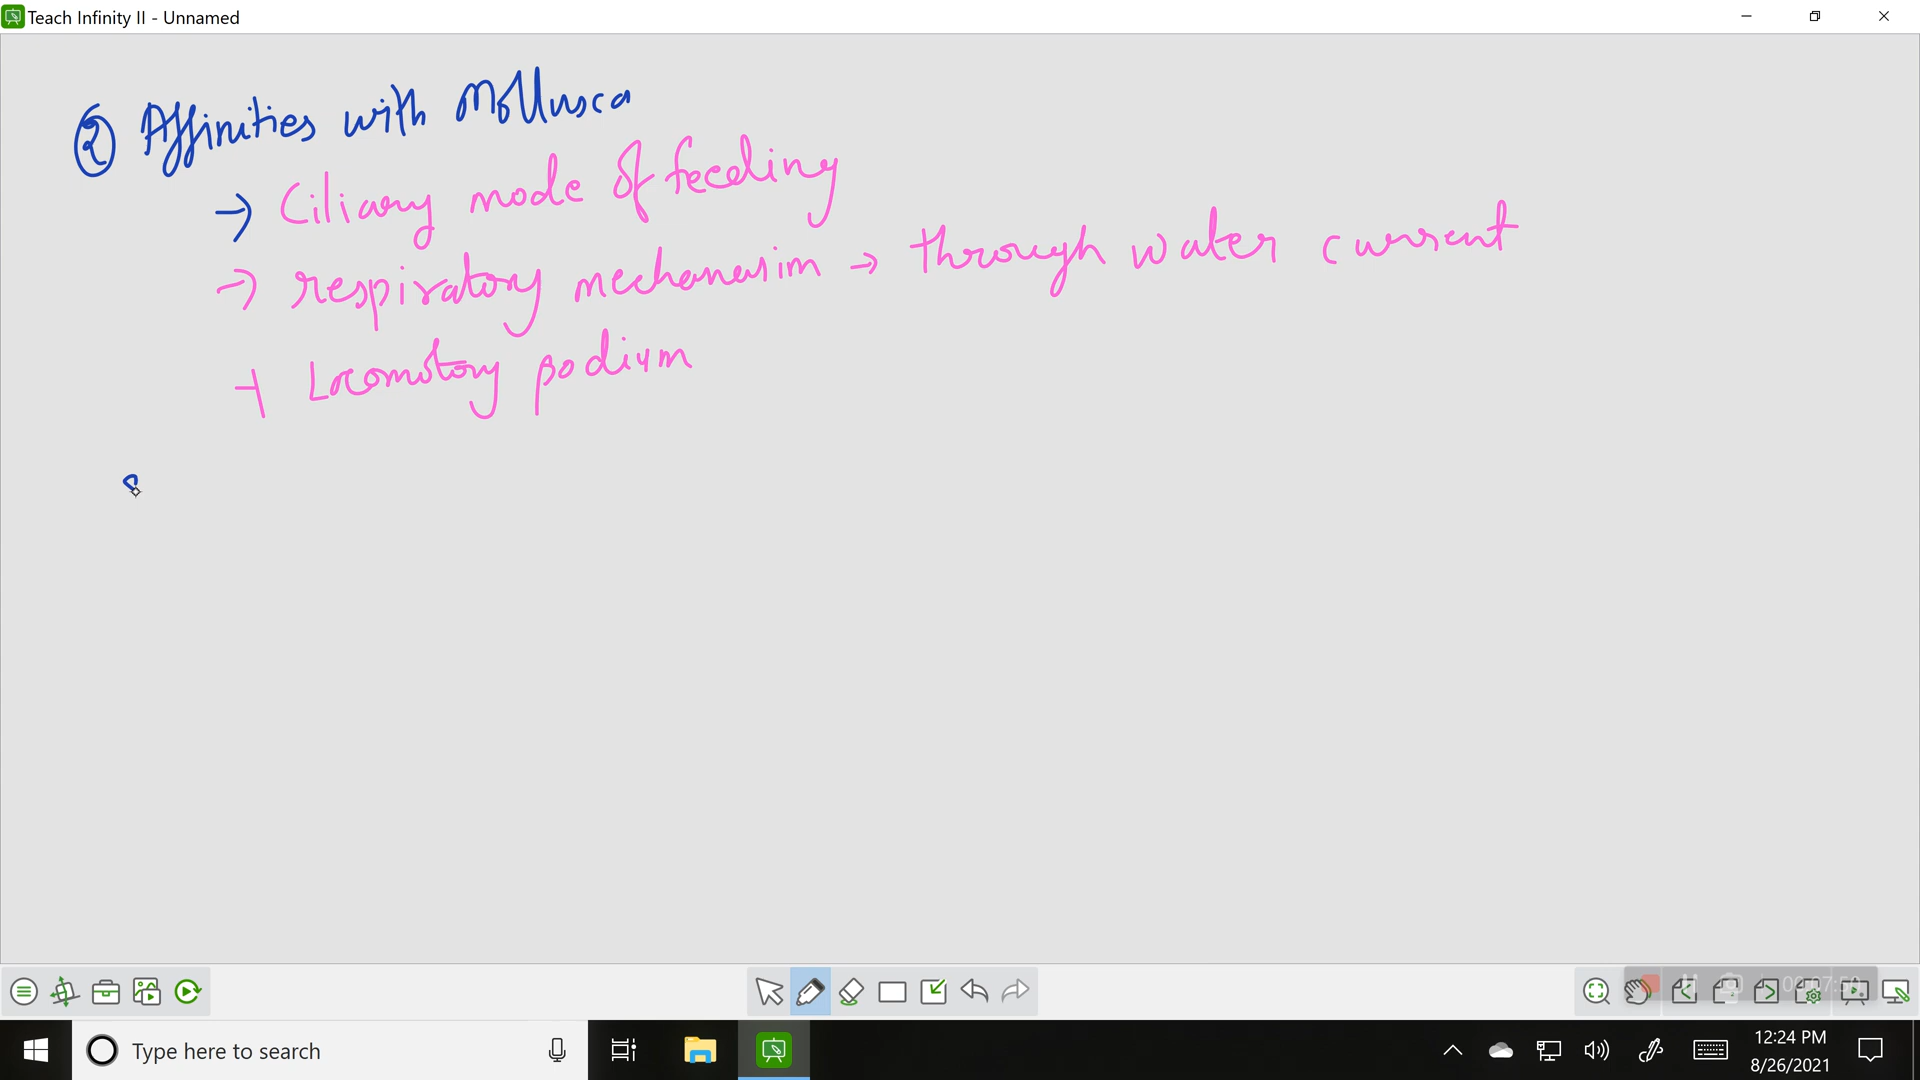 Teach Infinity II - Unnamed
② Affinities with Mollusca
→ Ciliary mode of feeding
→ respiratory mechanasim → through water current
→ Locomotory podium
Type here to search
12:24 PM
8/26/2021